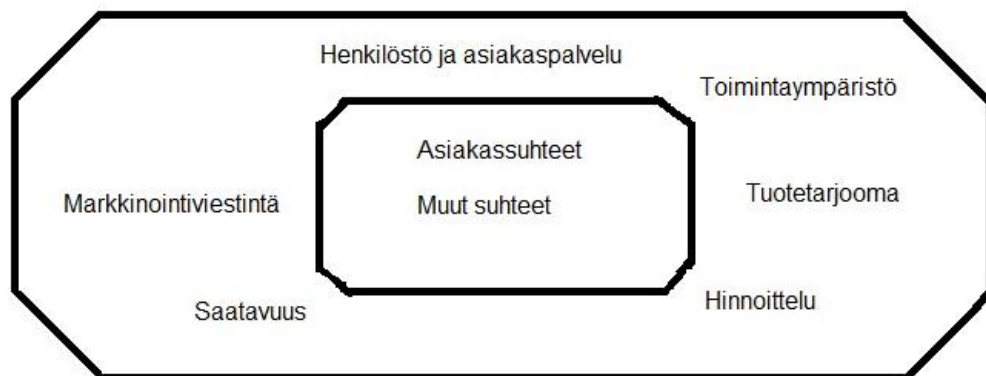 Henkilöstö ja asiakaspalvelu
Toimintaympäristö
Asiakassuhteet
Markkinointiviestintä
Muut suhteet
Tuotetarjooma
Saatavuus
Hinnoittelu